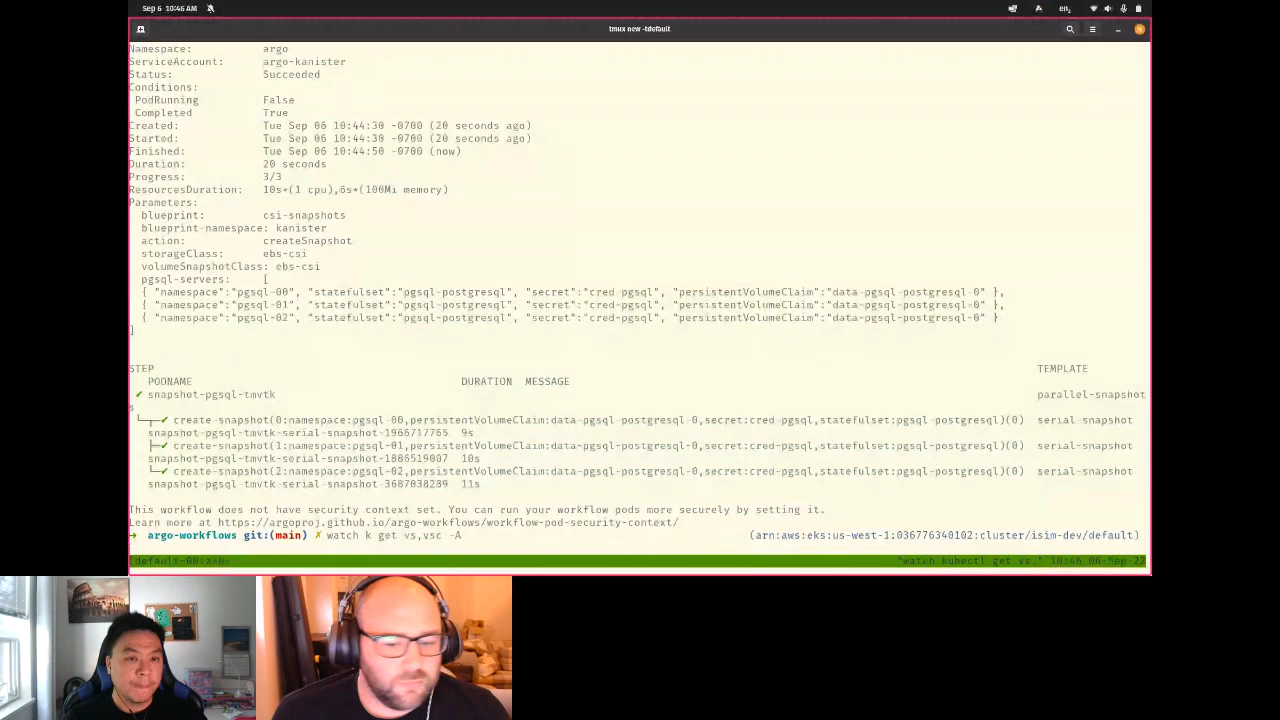 Sep 6 10:46 AM
en
tmux new -tdefault
Namespace: argo
ServiceAccount: argo-kanister
Status: Succeeded
Conditions:
PodRunning False
Completed True
Created: Tue Sep 06 10:44:30 -0700 (20 seconds ago)
Started: Tue Sep 06 10:44:30 -0700 (20 seconds ago)
Finished: Tue Sep 06 10:44:50 -0700 (now)
Duration: 20 seconds
Progress: 3/3
ResourcesDuration: 10s*(1 cpu),6s*(100Mi memory)
Parameters:
blueprint: csi-snapshots
blueprint-namespace: kanister
action: createSnapshot
storageClass: ebs-csi
volumeSnapshotClass: ebs-csi
pgsql-servers: [
{ "namespace":"pgsql-00", "statefulset":"pgsql-postgresql", "secret":"cred-pgsql", "persistentVolumeClaim":"data-pgsql-postgresql-0" },
{ "namespace":"pgsql-01", "statefulset":"pgsql-postgresql", "secret":"cred-pgsql", "persistentVolumeClaim":"data-pgsql-postgresql-0" },
{ "namespace":"pgsql-02", "statefulset":"pgsql-postgresql", "secret":"cred-pgsql", "persistentVolumeClaim":"data-pgsql-postgresql-0" }
]
STEP TEMPLATE
PODNAME DURATION MESSAGE
✔ snapshot-pgsql-tmvtk parallel-snapshot
s
└─┬─✔ create-snapshot(0:namespace:pgsql-00,persistentVolumeClaim:data-pgsql-postgresql-0,secret:cred-pgsql,statefulset:pgsql-postgresql)(0) serial-snapshot
snapshot-pgsql-tmvtk-serial-snapshot-1966717765 9s
├─✔ create-snapshot(1:namespace:pgsql-01,persistentVolumeClaim:data-pgsql-postgresql-0,secret:cred-pgsql,statefulset:pgsql-postgresql)(0) serial-snapshot
snapshot-pgsql-tmvtk-serial-snapshot-1886519007 10s
└─✔ create-snapshot(2:namespace:pgsql-02,persistentVolumeClaim:data-pgsql-postgresql-0,secret:cred-pgsql,statefulset:pgsql-postgresql)(0) serial-snapshot
snapshot-pgsql-tmvtk-serial-snapshot-3687038289 11s
This workflow does not have security context set. You can run your workflow pods more securely by setting it.
Learn more at https://argoproj.github.io/argo-workflows/workflow-pod-security-context/
➜ argo-workflows git:(main) ✗ watch k get vs,vsc -A (arn:aws:eks:us-west-1:036776340102:cluster/isim-dev/default)
"watch kubectl get vs," 10:46 06-Sep-22